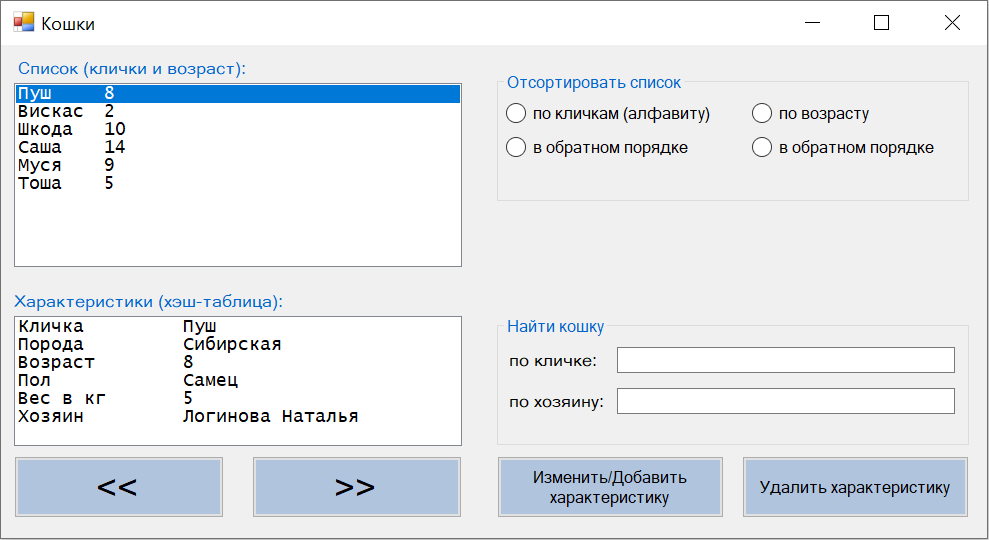 Кошки
Список (клички и возраст):
Пуш 8
Вискас 2
Шкода 10
Саша 14
Муся 9
Тоша 5
Отсортировать список
по кличкам (алфавиту)
по возрасту
в обратном порядке
в обратном порядке
Характеристики (хэш-таблица):
Кличка Пуш
Порода Сибирская
Возраст 8
Пол Самец
Вес в кг 5
Хозяин Логинова Наталья
Найти кошку
по кличке:
по хозяину:
<<
>>
Изменить/Добавить
характеристику
Удалить характеристику